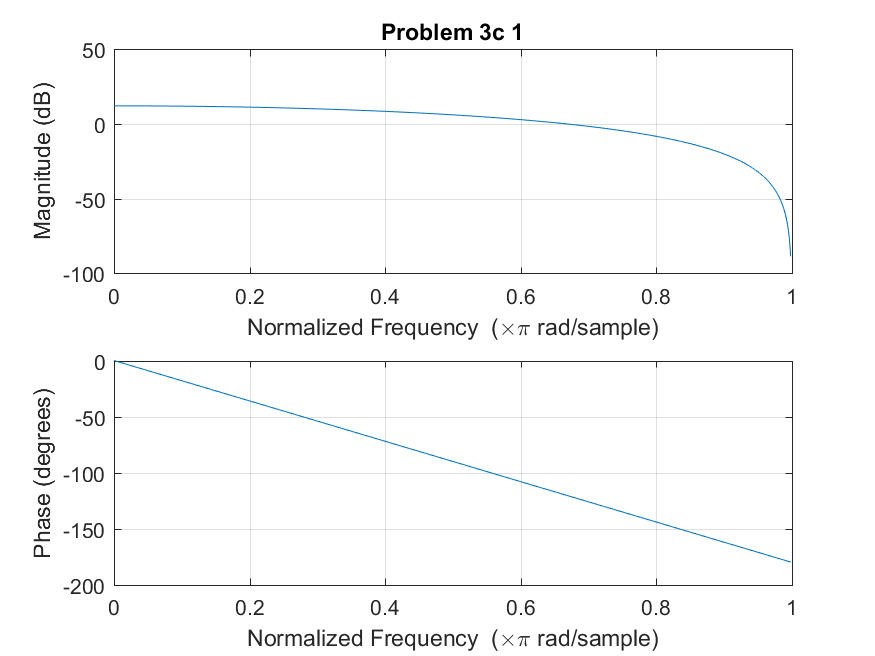 Problem 3c 1
50
0
-50
-100
Magnitude (dB)
0 0.2 0.4 0.6 0.8 1
Normalized Frequency (×π rad/sample)
0
-50
-100
-150
-200
Phase (degrees)
0 0.2 0.4 0.6 0.8 1
Normalized Frequency (×π rad/sample)